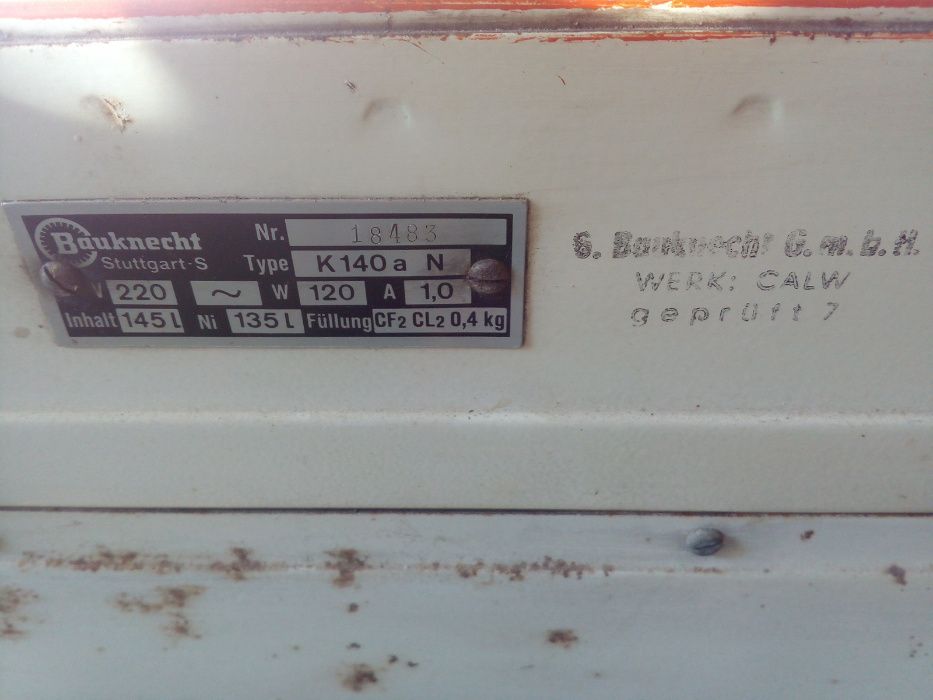 Bauknecht
Stuttgart-S
Nr. 18483
Type K140a N
V 220 ~ W 120 A 1,0
Inhalt 145 l Ni 135 L Füllung CF2 CL2 0,4 kg
G. Bauknecht G.m.b.H.
WERK: CALW
geprüft 7